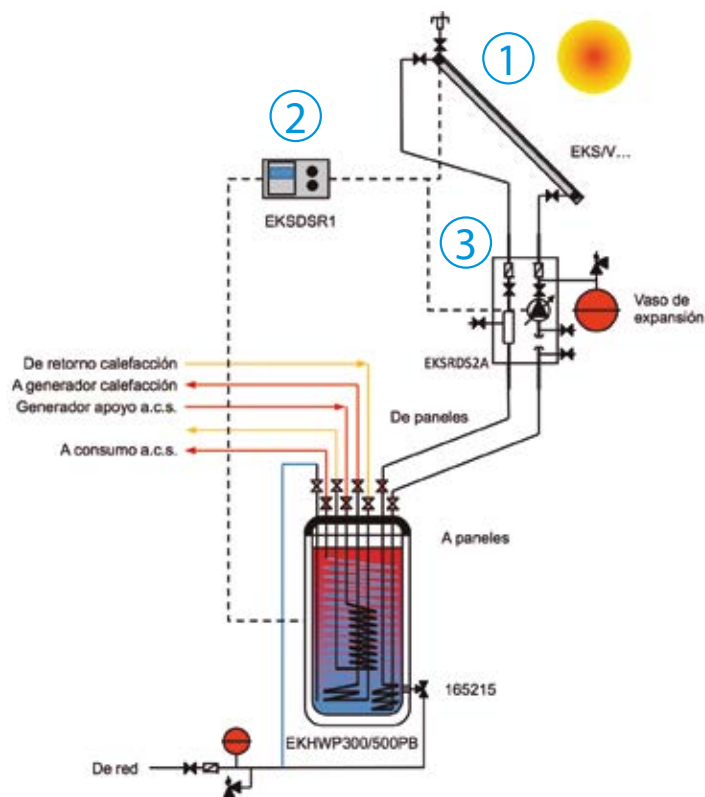 1
2
EKS/V...
EKSDSR1
3
Vaso de
expansión
EKSRDS2A
De retorno calefacción
A generador calefacción
Generador apoyo a.c.s.
De paneles
A consumo a.c.s.
A paneles
165215
EKHWP300/500PB
De red